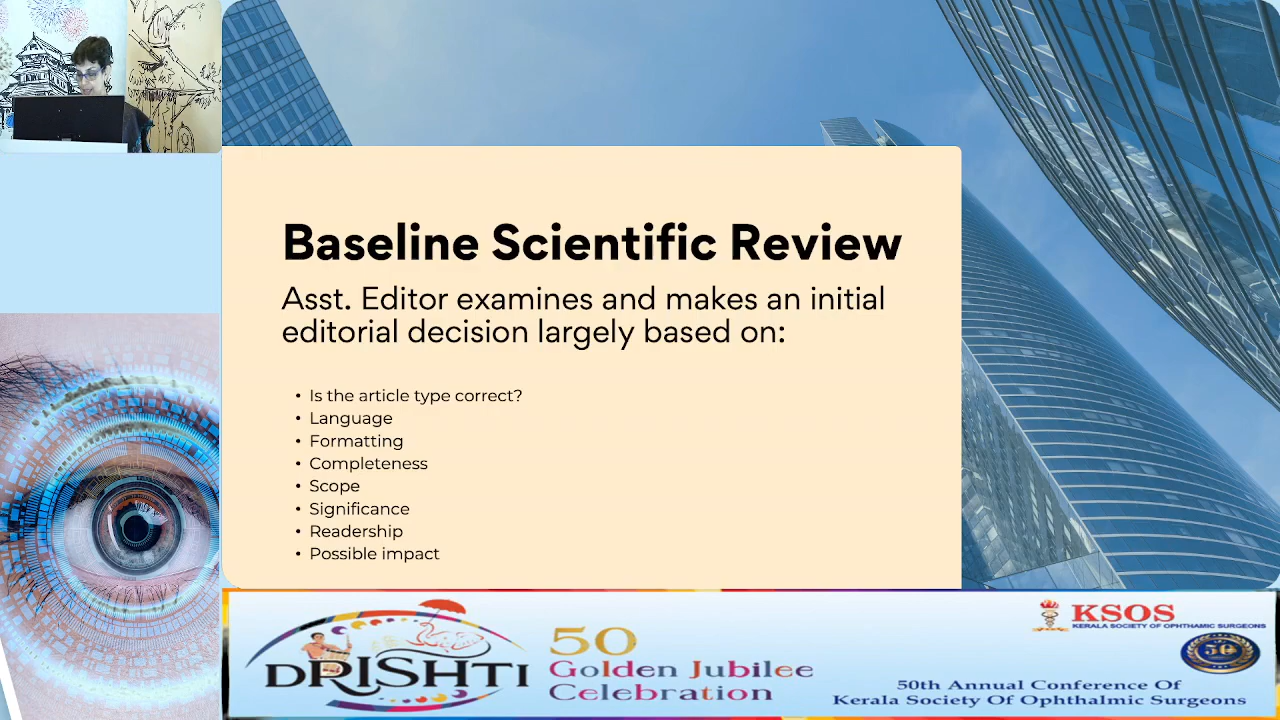 Baseline Scientific Review
Asst. Editor examines and makes an initial
editorial decision largely based on:
• Is the article type correct?
• Language
• Formatting
• Completeness
• Scope
• Significance
• Readership
• Possible impact
DRISHTI
50
Golden Jubilee
Celebration
KSOS
KERALA SOCIETY OF OPHTHAMIC SURGEONS
50
50th Annual Conference Of
Kerala Society Of Ophthalmic Surgeons